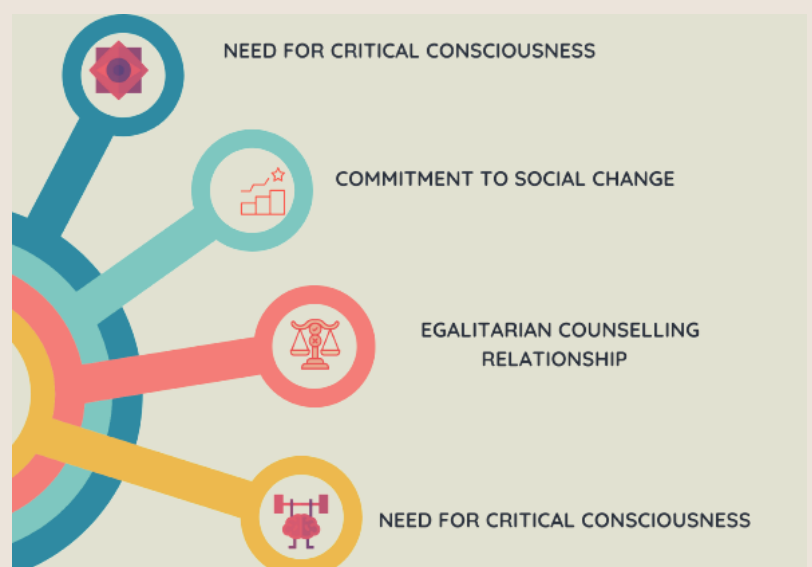 NEED FOR CRITICAL CONSCIOUSNESS
COMMITMENT TO SOCIAL CHANGE
EGALITARIAN COUNSELLING
RELATIONSHIP
NEED FOR CRITICAL CONSCIOUSNESS